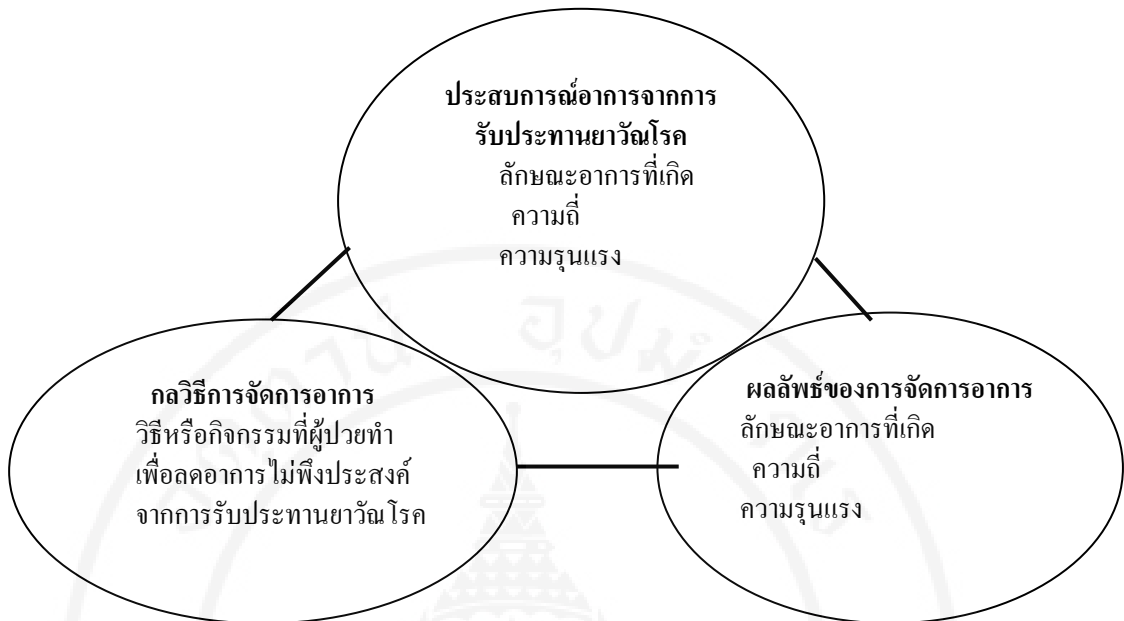 ประสบการณ์อาการจากการ
รับประทานยาวัณโรค
ลักษณะอาการที่เกิด
ความถี่
ความรุนแรง
กลวิธีการจัดการอาการ
วิธีหรือกิจกรรมที่ผู้ป่วยทำ
เพื่อลดอาการไม่พึงประสงค์
จากการรับประทานยาวัณโรค
ผลลัพธ์ของการจัดการอาการ
ลักษณะอาการที่เกิด
ความถี่
ความรุนแรง